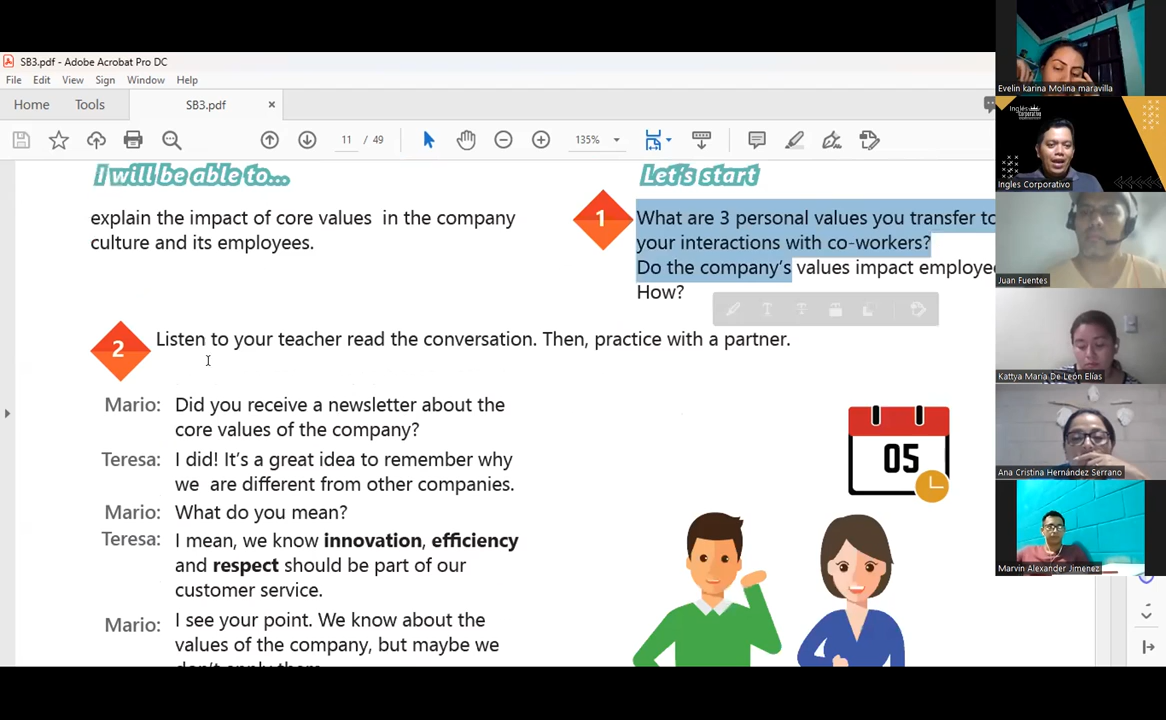 SB3.pdf - Adobe Acrobat Pro DC
File Edit View Sign Window Help
Home Tools SB3.pdf ×
11 / 49 135%
I will be able to...
explain the impact of core values in the company
culture and its employees.
Let's start
1
What are 3 personal values you transfer to
your interactions with co-workers?
Do the company's values impact employee
How?
2
Listen to your teacher read the conversation. Then, practice with a partner.
Mario: Did you receive a newsletter about the
core values of the company?
Teresa: I did! It's a great idea to remember why
we are different from other companies.
Mario: What do you mean?
Teresa: I mean, we know innovation, efficiency
and respect should be part of our
customer service.
Mario: I see your point. We know about the
values of the company, but maybe we
don't apply them
05
Evelin karina Molina maravilla
Inglés
Corporativo
Ingles Corporativo
Juan Fuentes
Kattya Maria De León Elías
Ana Cristina Hernández Serrano
Marvin Alexander Jimenez